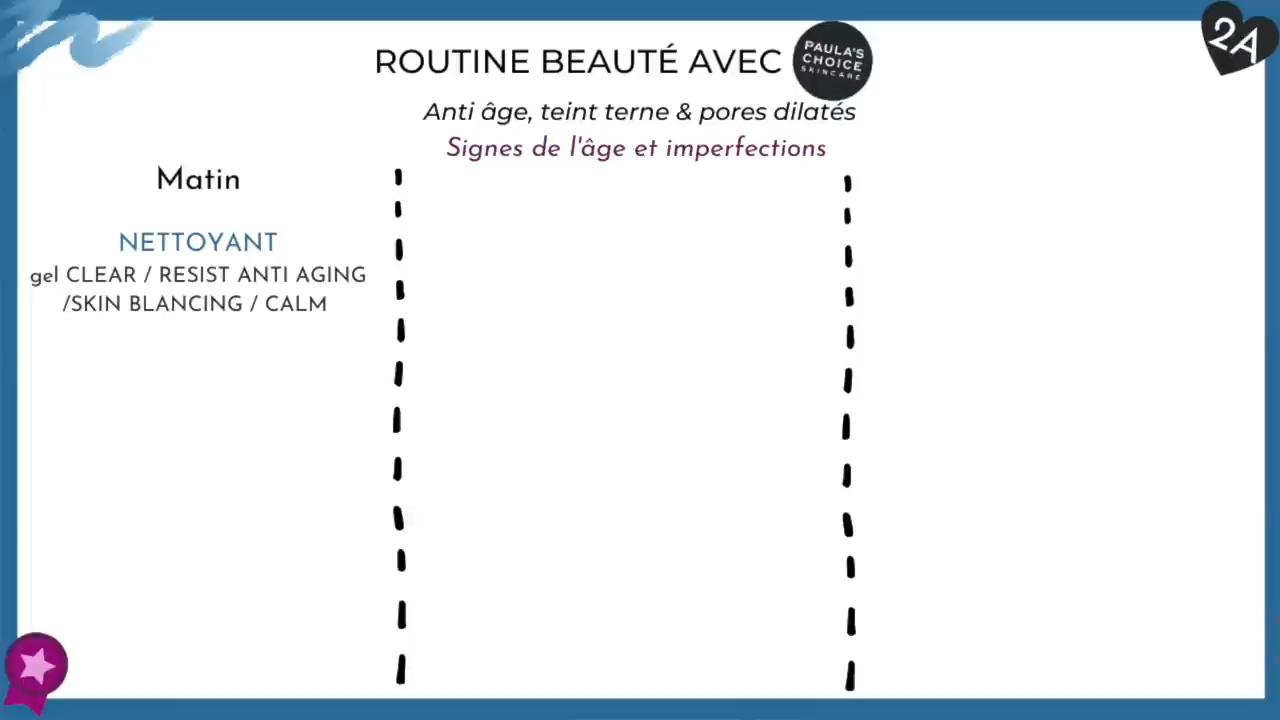 ROUTINE BEAUTÉ AVEC
PAULA'S
CHOICE
SKINCARE
2A
Anti âge, teint terne & pores dilatés
Signes de l'âge et imperfections
Matin
NETTOYANT
gel CLEAR / RESIST ANTI AGING
/SKIN BLANCING / CALM